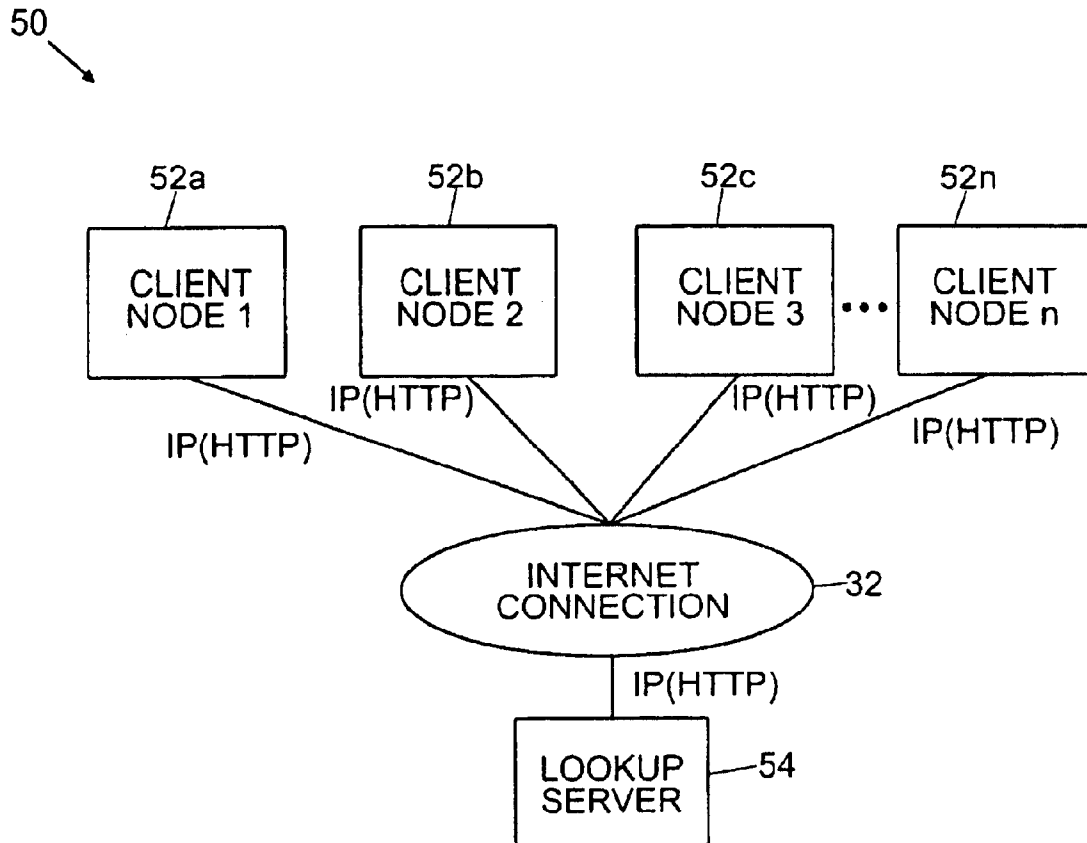 50
52a
52b
52c
52n
CLIENT
NODE 1
CLIENT
NODE 2
CLIENT
NODE 3
•••
CLIENT
NODE n
IP(HTTP)
IP(HTTP)
IP(HTTP)
IP(HTTP)
INTERNET
CONNECTION
32
IP(HTTP)
LOOKUP
SERVER
54